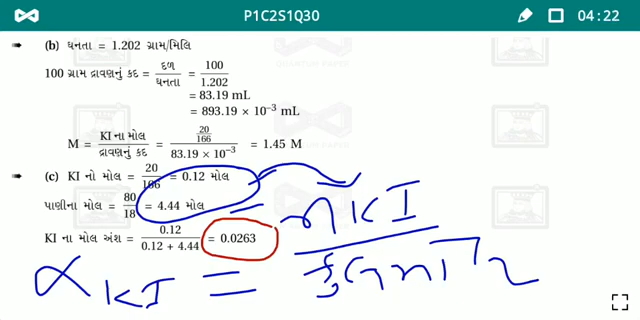 P1C2S1Q30
04:22
(b) ઘનતા = 1.202 ગ્રામ/મિલિ
100 ગ્રામ દ્રાવણનું કદ = દળ/ઘનતા = 100/1.202
= 83.19 mL
= 893.19 × 10⁻³ mL
M = KI ના મોલ/દ્રાવણનું કદ = (20/166)/(83.19 × 10⁻³) = 1.45 M
(c) KI નો મોલ = 20/166 = 0.12 મોલ
પાણીના મોલ = 80/18 = 4.44 મોલ
KI ના મોલ અંશ = 0.12/(0.12 + 4.44) = 0.0263
KI = KI